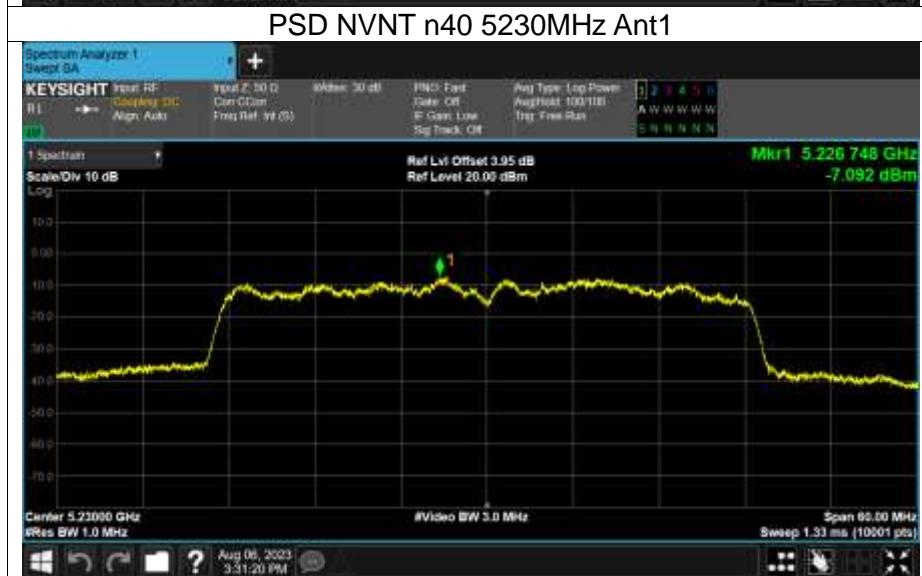 PSD NVNT n40 5230MHz Ant1
Spectrum Analyzer 1
Swept SA
+
KEYSIGHT Input: RF
Coupling: DC
Align: Auto
Input Z: 50 Ω
Corr CCorr
Freq Ref: Int (S)
#Atten: 30 dB
PNO: Fast
Gate: Off
IF Gain: Low
Sig Track: Off
Avg Type: Log-Power
Avg|Hold: 100/100
Trig: Free Run
1 2 3 4 5 6
A W W W W W
S N N N N N
1 Spectrum
Scale/Div 10 dB
Log
Ref Lvl Offset 3.95 dB
Ref Level 20.00 dBm
Mkr1 5.226 748 GHz
-7.092 dBm
10.0
0.00
-10.0
-20.0
-30.0
-40.0
-50.0
-60.0
-70.0
1
Center 5.23000 GHz
#Res BW 1.0 MHz
#Video BW 3.0 MHz
Span 60.00 MHz
Sweep 1.33 ms (10001 pts)
?
Aug 06, 2023
3:31:20 PM